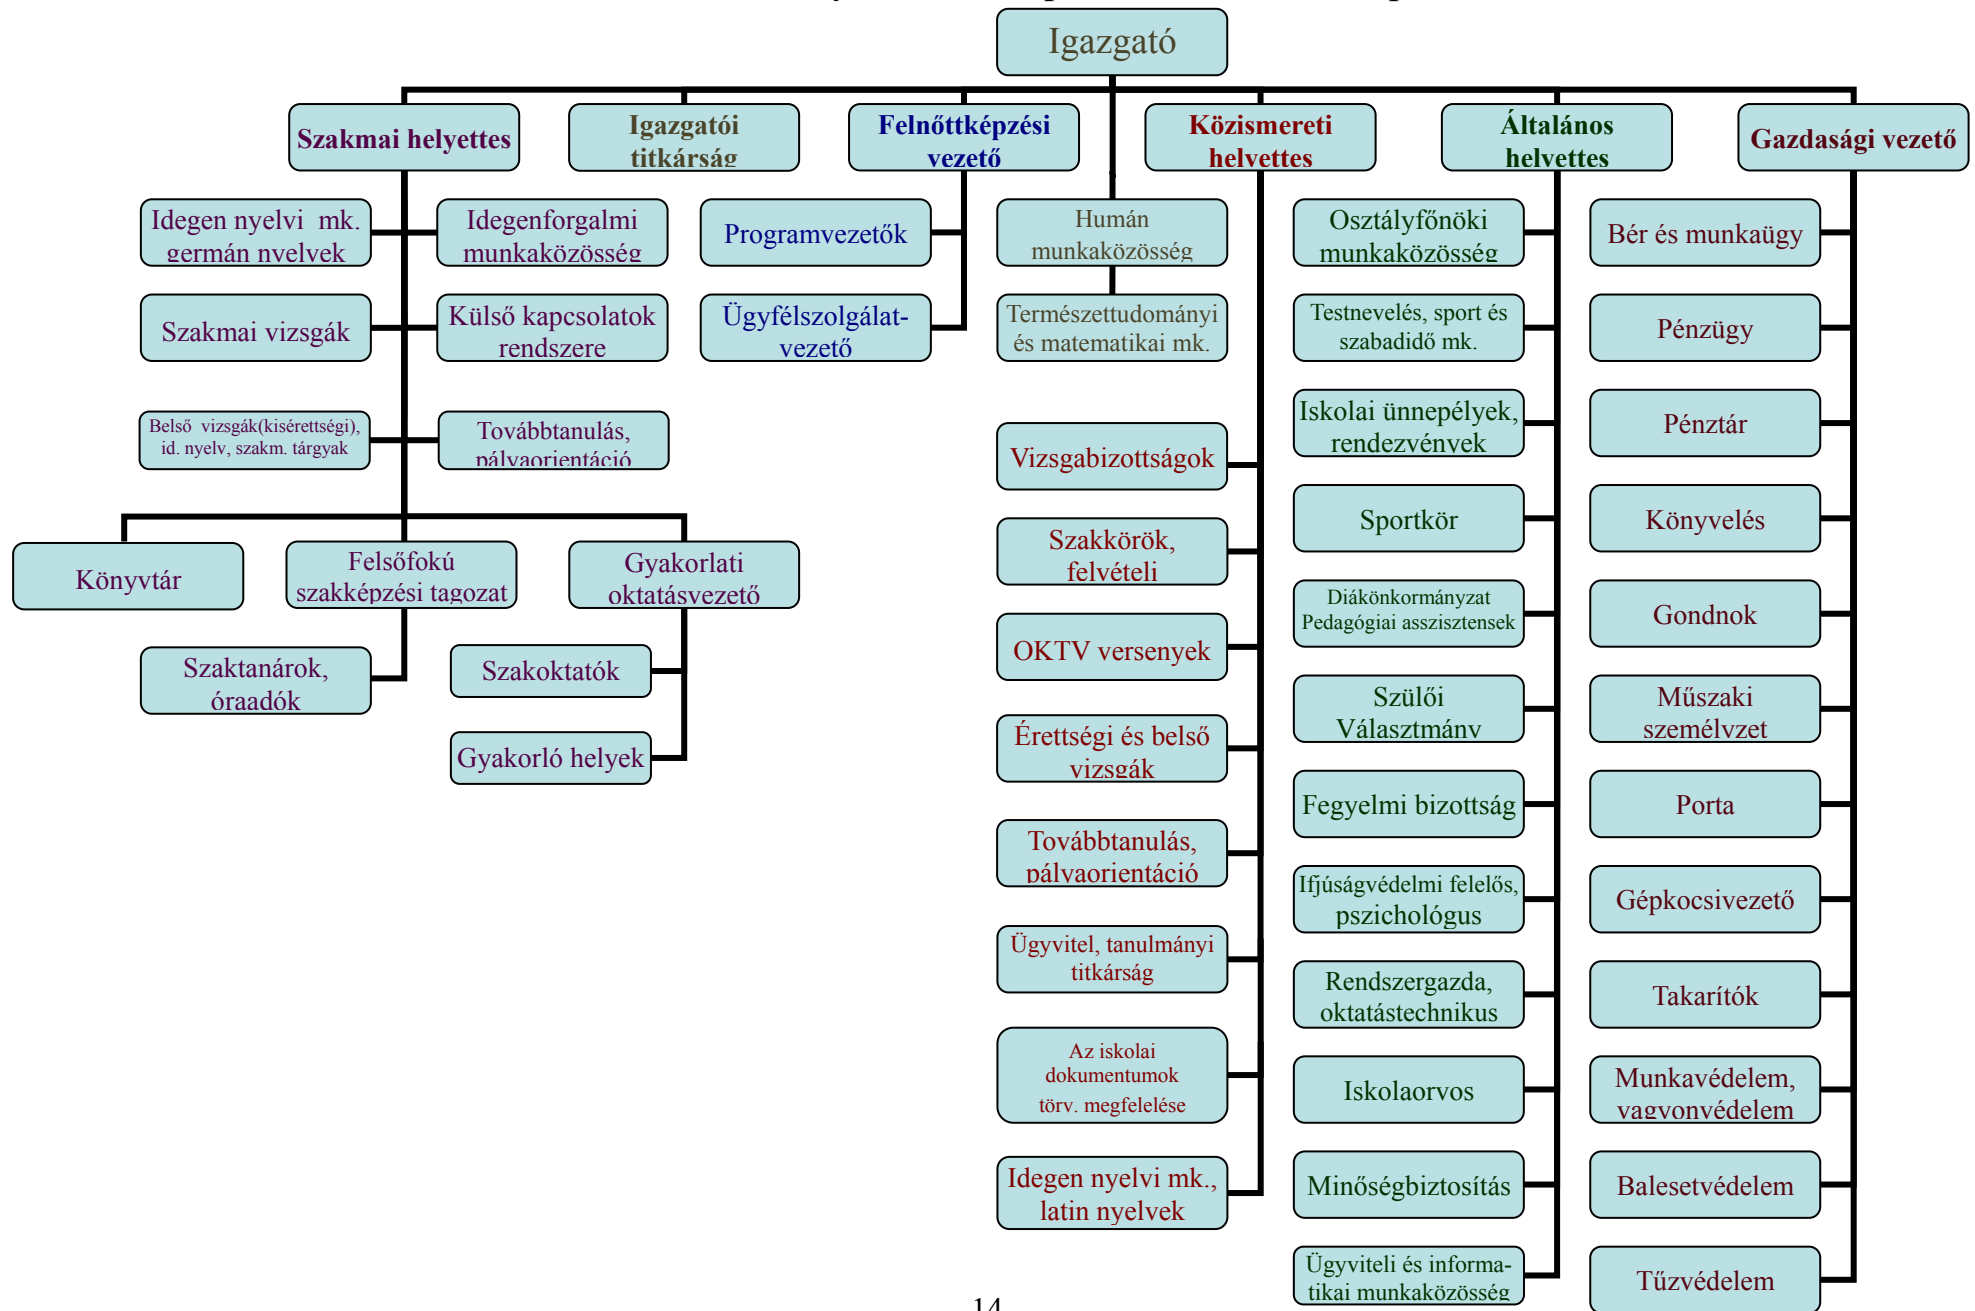 Igazgató
Szakmai helyettes
Igazgatói
titkárság
Felnőttképzési
vezető
Közismereti
helyettes
Általános
helyettes
Gazdasági vezető
Idegen nyelvi mk.
germán nyelvek
Idegenforgalmi
munkaközösség
Programvezetők
Humán
munkaközösség
Osztályfőnöki
munkaközösség
Bér és munkaügy
Szakmai vizsgák
Külső kapcsolatok
rendszere
Ügyfélszolgálat-
vezető
Természettudományi
és matematikai mk.
Testnevelés, sport és
szabadidő mk.
Pénzügy
Belső vizsgák(kisérettségi),
id. nyelv, szakm. tárgyak
Továbbtanulás,
pályaorientáció
Vizsgabizottságok
Iskolai ünnepélyek,
rendezvények
Pénztár
Könyvtár
Felsőfokú
szakképzési tagozat
Gyakorlati
oktatásvezető
Szakkörök,
felvételi
Sportkör
Könyvelés
Szaktanárok,
óraadók
Szakoktatók
OKTV versenyek
Diákönkormányzat
Pedagógiai asszisztensek
Gondnok
Gyakorló helyek
Érettségi és belső
vizsgák
Szülői
Választmány
Műszaki
személyzet
Továbbtanulás,
pályaorientáció
Fegyelmi bizottság
Porta
Ügyvitel, tanulmányi
titkárság
Ifjúságvédelmi felelős,
pszichológus
Gépkocsivezető
Az iskolai
dokumentumok
törv. megfelelése
Rendszergazda,
oktatástechnikus
Takarítók
Idegen nyelvi mk.,
latin nyelvek
Iskolaorvos
Munkavédelem,
vagyonvédelem
Minőségbiztosítás
Balesetvédelem
Ügyviteli és informa-
tikai munkaközösség
Tűzvédelem
14